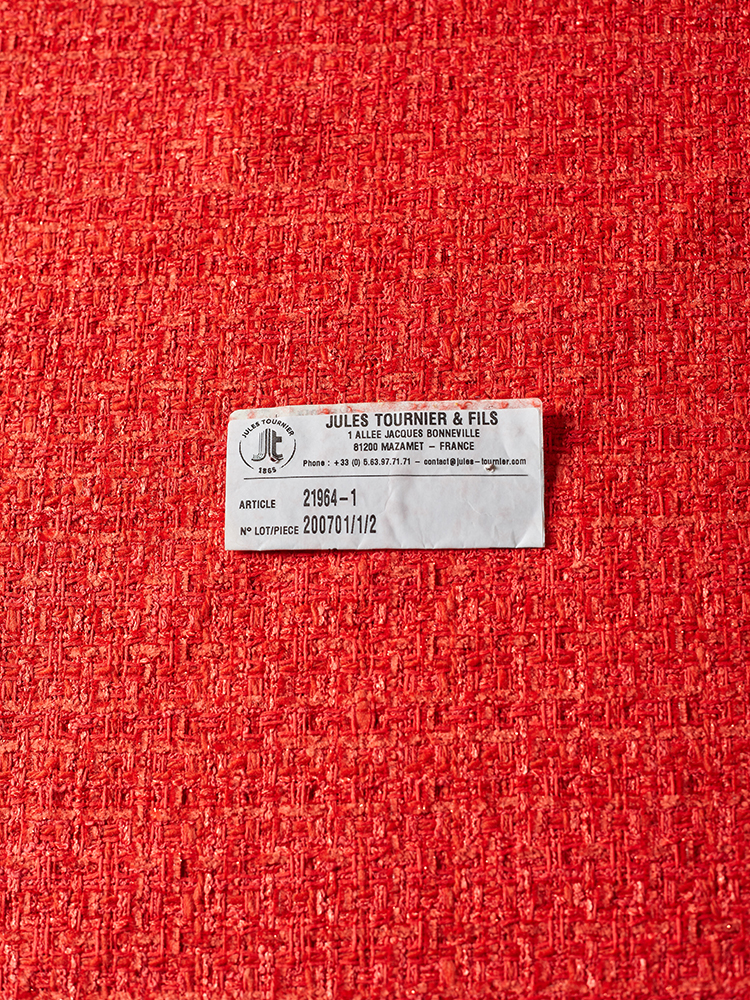 JULES TOURNIER
Jt
1865
JULES TOURNIER & FILS
1 ALLEE JACQUES BONNEVILLE
81200 MAZAMET – FRANCE
Phone : +33 (0) 5.63.97.71.71 – contact@jules-tournier.com
ARTICLE 21964-1
N° LOT/PIECE 200701/1/2